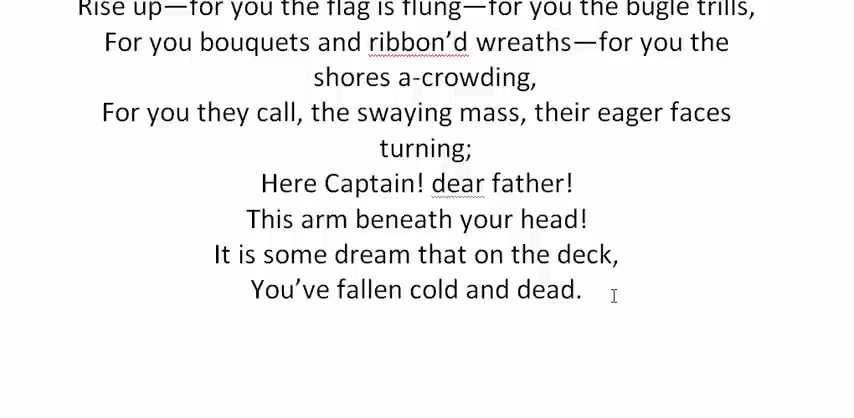 Rise up—for you the flag is flung—for you the bugle trills,
For you bouquets and ribbon’d wreaths—for you the
shores a-crowding,
For you they call, the swaying mass, their eager faces
turning;
Here Captain! dear father!
This arm beneath your head!
It is some dream that on the deck,
You’ve fallen cold and dead.